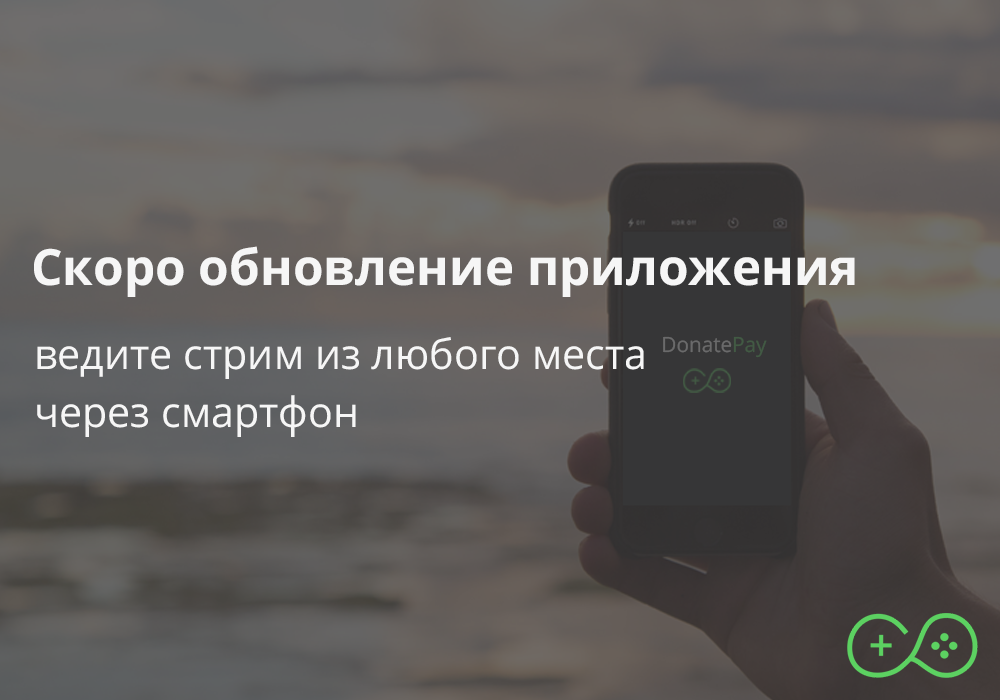 Скоро обновление приложения
ведите стрим из любого места
через смартфон
DonatePay